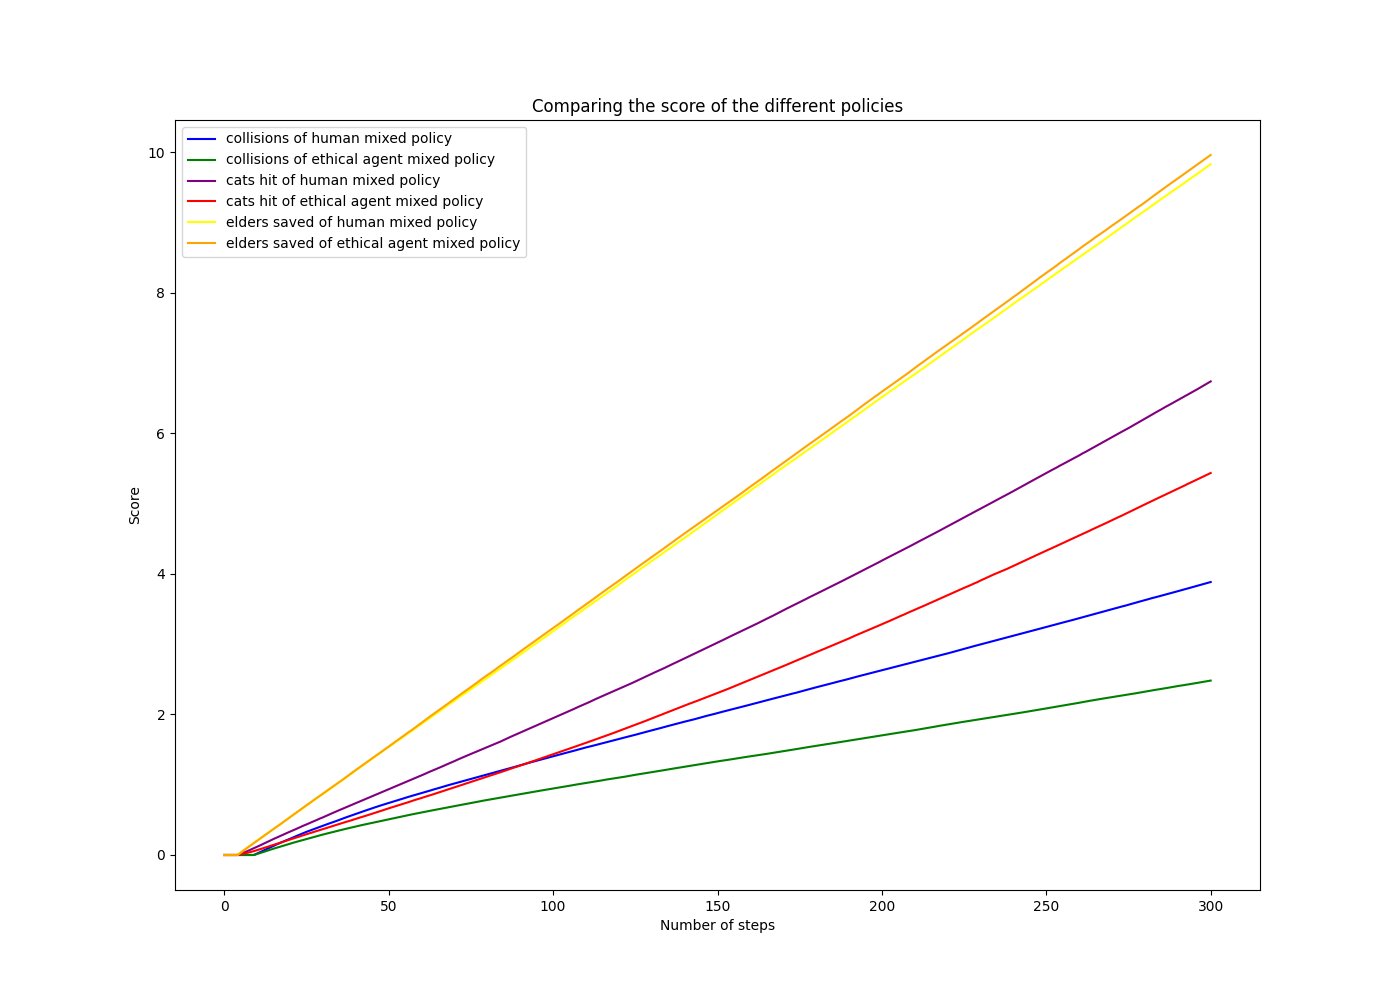 Comparing the score of the different policies
collisions of human mixed policy
collisions of ethical agent mixed policy
cats hit of human mixed policy
cats hit of ethical agent mixed policy
elders saved of human mixed policy
elders saved of ethical agent mixed policy
10
8
6
4
2
0
Score
0 50 100 150 200 250 300
Number of steps